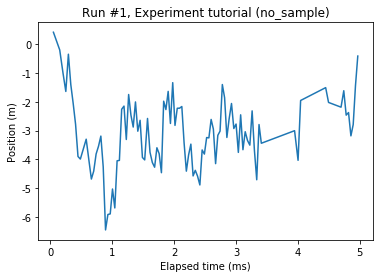 Run #1, Experiment tutorial (no_sample)
Position (m)
0
-1
-2
-3
-4
-5
-6
0 1 2 3 4 5
Elapsed time (ms)